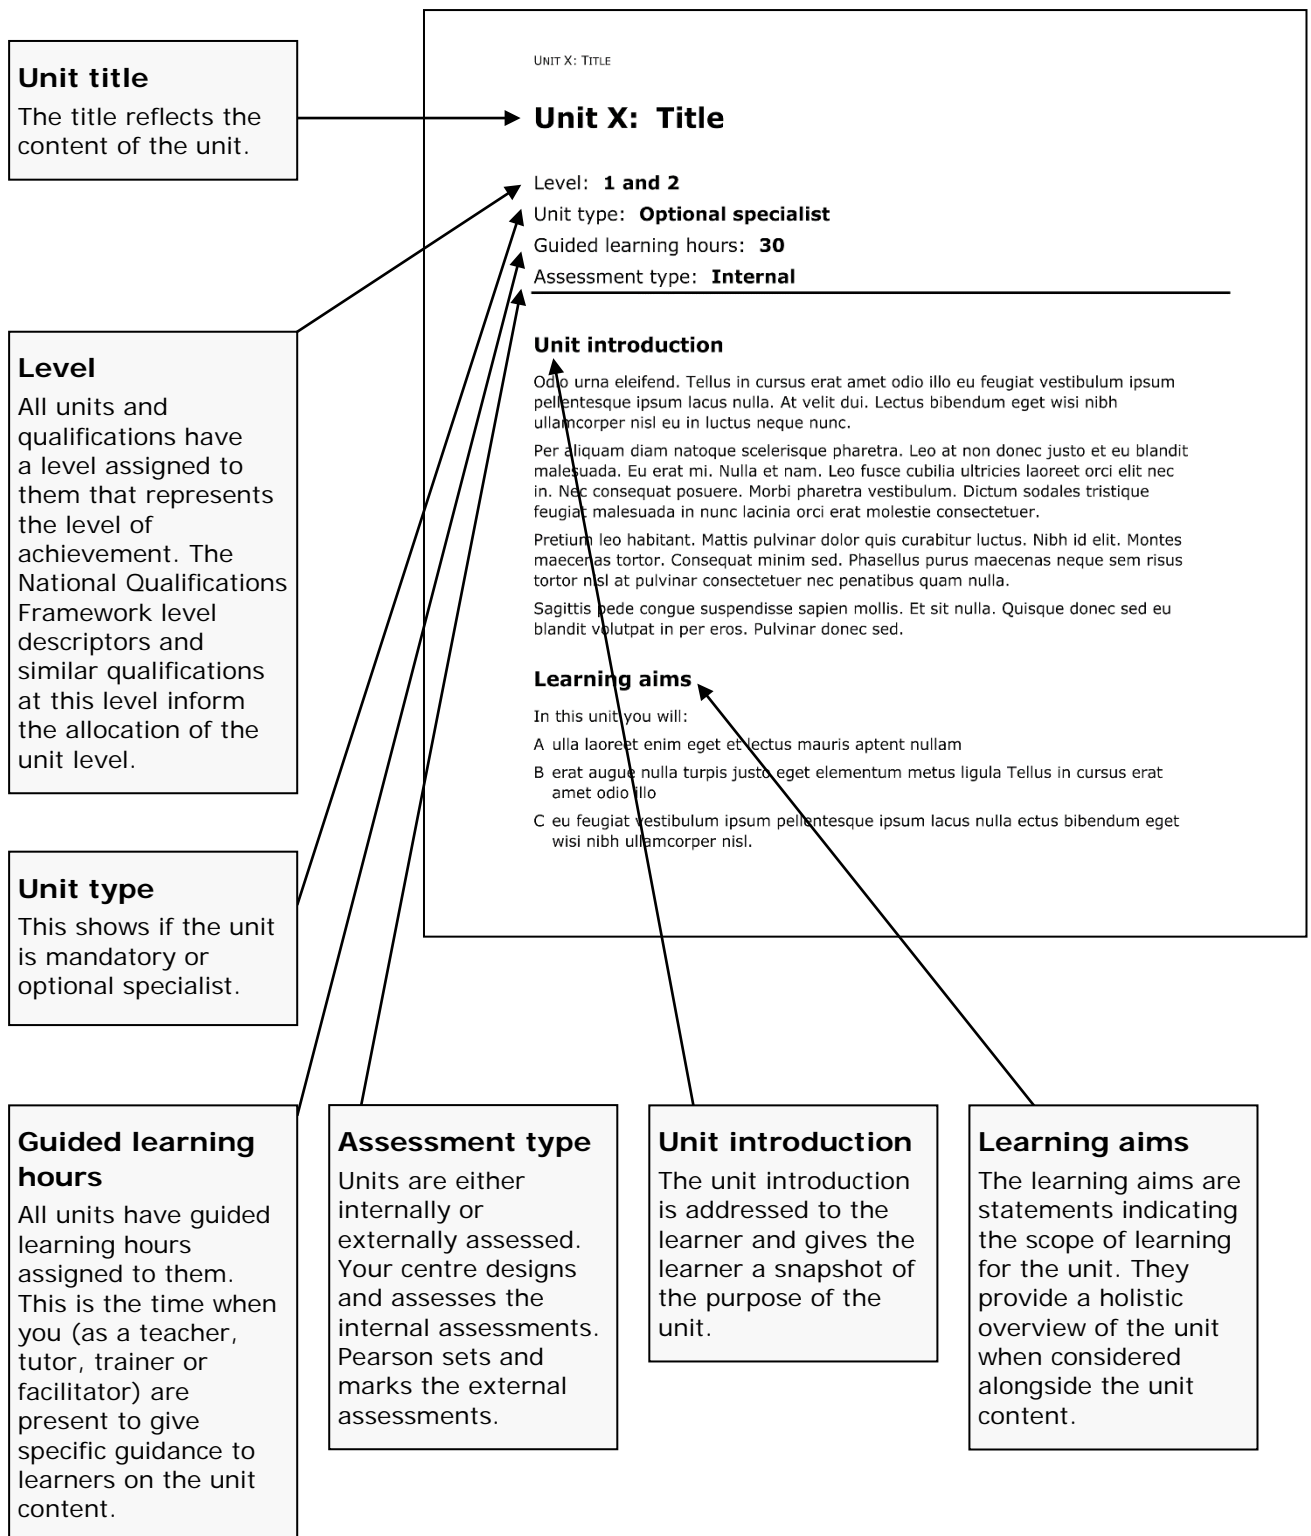 Unit title
The title reflects the
content of the unit.
UNIT X: TITLE
Unit X: Title
Level: 1 and 2
Unit type: Optional specialist
Guided learning hours: 30
Assessment type: Internal
Unit introduction
Odio urna eleifend. Tellus in cursus erat amet odio illo eu feugiat vestibulum ipsum
pellentesque ipsum lacus nulla. At velit dui. Lectus bibendum eget wisi nibh
ullamcorper nisl eu in luctus neque nunc.
Per aliquam diam natoque scelerisque pharetra. Leo at non donec justo et eu blandit
malesuada. Eu erat mi. Nulla et nam. Leo fusce cubilia ultricies laoreet orci elit nec
in. Nec consequat posuere. Morbi pharetra vestibulum. Dictum sodales tristique
feugiat malesuada in nunc lacinia orci erat molestie consectetuer.
Pretium leo habitant. Mattis pulvinar dolor quis curabitur luctus. Nibh id elit. Montes
maecenas tortor. Consequat minim sed. Phasellus purus maecenas neque sem risus
tortor nisl at pulvinar consectetuer nec penatibus quam nulla.
Sagittis pede congue suspendisse sapien mollis. Et sit nulla. Quisque donec sed eu
blandit volutpat in per eros. Pulvinar donec sed.
Learning aims
In this unit you will:
A ulla laoreet enim eget et lectus mauris aptent nullam
B erat augue nulla turpis justo eget elementum metus ligula Tellus in cursus erat
amet odio illo
C eu feugiat vestibulum ipsum pellentesque ipsum lacus nulla ectus bibendum eget
wisi nibh ullamcorper nisl.
Level
All units and
qualifications have
a level assigned to
them that represents
the level of
achievement. The
National Qualifications
Framework level
descriptors and
similar qualifications
at this level inform
the allocation of the
unit level.
Unit type
This shows if the unit
is mandatory or
optional specialist.
Guided learning
hours
All units have guided
learning hours
assigned to them.
This is the time when
you (as a teacher,
tutor, trainer or
facilitator) are
present to give
specific guidance to
learners on the unit
content.
Assessment type
Units are either
internally or
externally assessed.
Your centre designs
and assesses the
internal assessments.
Pearson sets and
marks the external
assessments.
Unit introduction
The unit introduction
is addressed to the
learner and gives the
learner a snapshot of
the purpose of the
unit.
Learning aims
The learning aims are
statements indicating
the scope of learning
for the unit. They
provide a holistic
overview of the unit
when considered
alongside the unit
content.